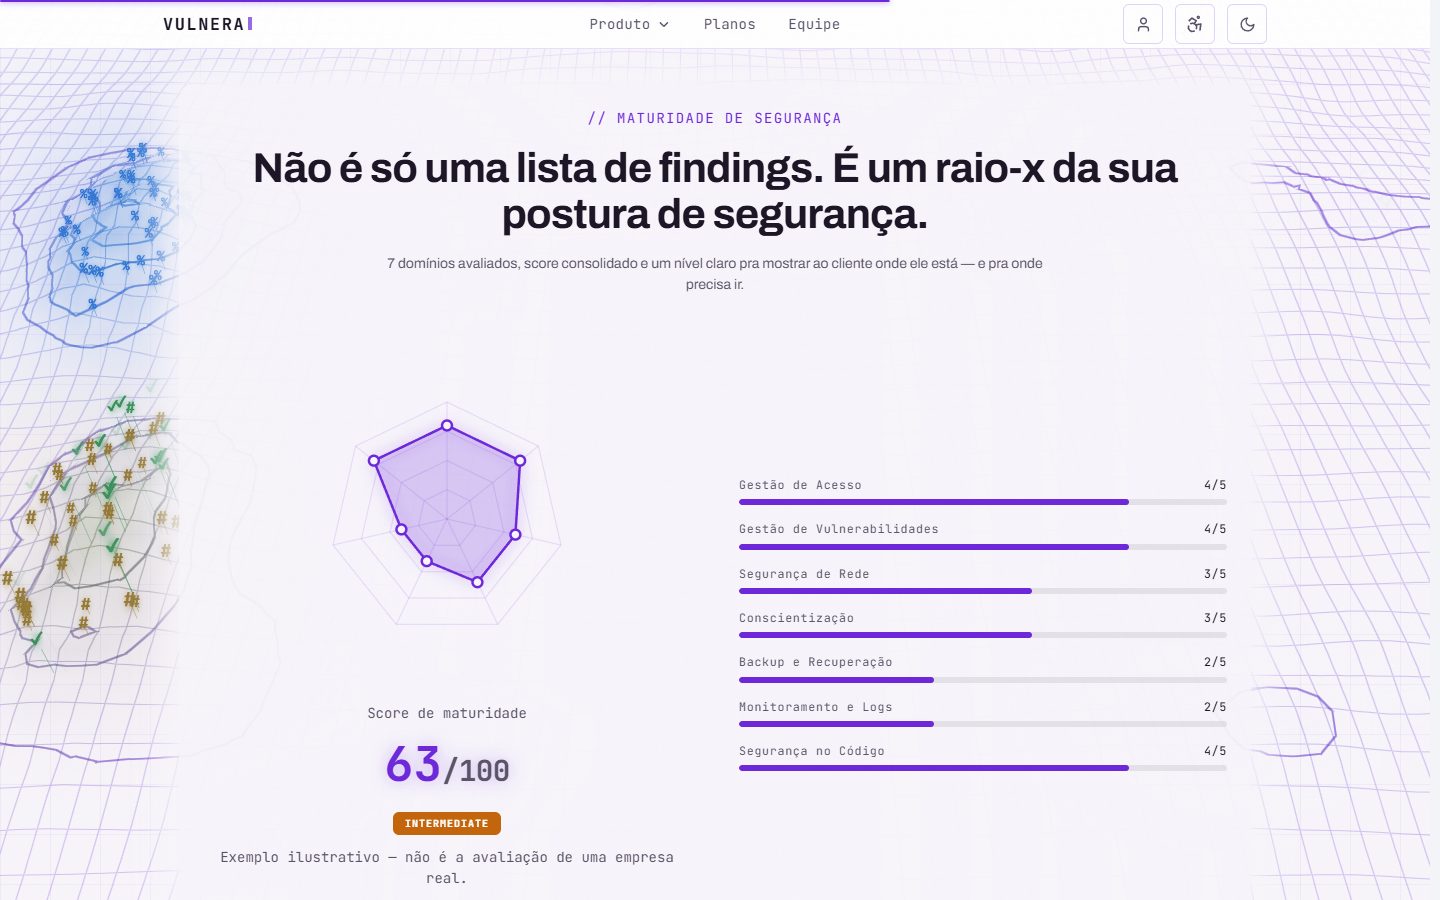 VULNERA
Produto
Planos
Equipe
// MATURIDADE DE SEGURANÇA
Não é só uma lista de findings. É um raio-x da sua
postura de segurança.
7 domínios avaliados, score consolidado e um nível claro pra mostrar ao cliente onde ele está — e pra onde
precisa ir.
Gestão de Acesso 4/5
Gestão de Vulnerabilidades 4/5
Segurança de Rede 3/5
Conscientização 3/5
Backup e Recuperação 2/5
Monitoramento e Logs 2/5
Segurança no Código 4/5
Score de maturidade
63/100
INTERMEDIATE
Exemplo ilustrativo — não é a avaliação de uma empresa
real.